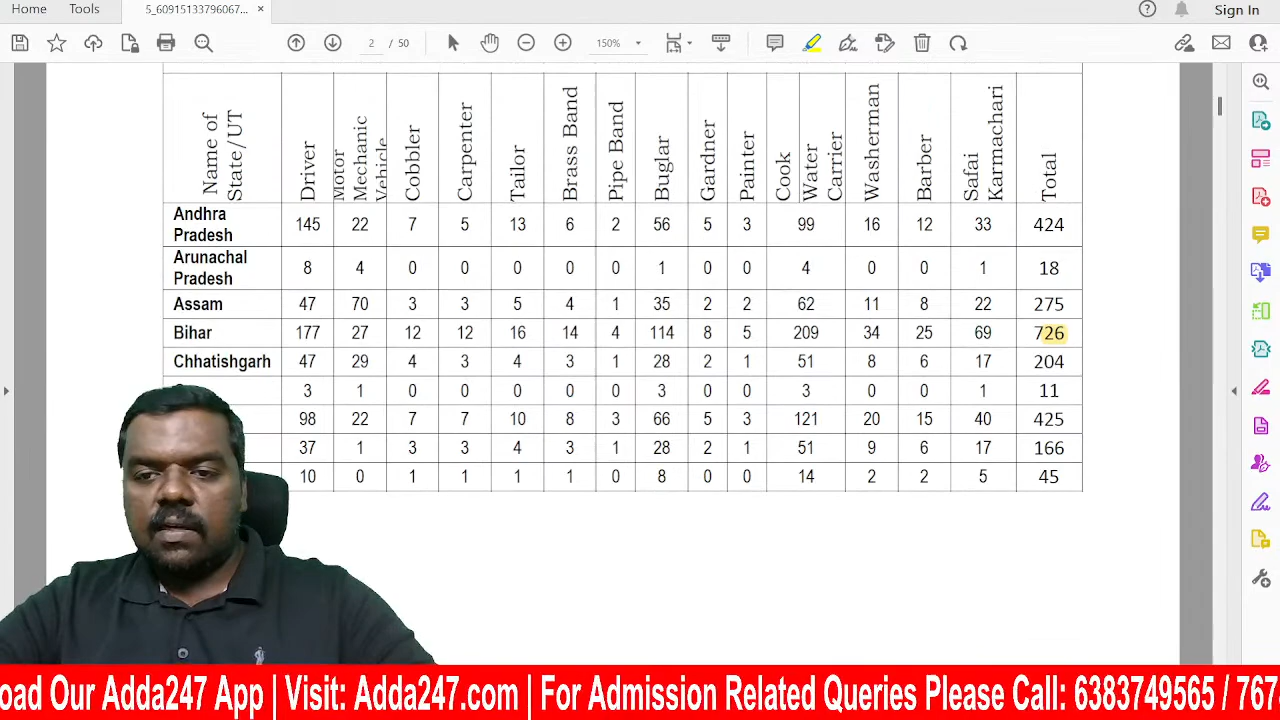 Home Tools 5_60915133796067... × Sign In
2 / 50 150%
Name of State/UT Driver Motor Mechanic Vehicle Cobbler Carpenter Tailor Brass Band Pipe Band Buglar Gardner Painter Cook Water Carrier Washerman Barber Safai Karmachari Total
Andhra Pradesh 145 22 7 5 13 6 2 56 5 3 99 16 12 33 424
Arunachal Pradesh 8 4 0 0 0 0 0 1 0 0 4 0 0 1 18
Assam 47 70 3 3 5 4 1 35 2 2 62 11 8 22 275
Bihar 177 27 12 12 16 14 4 114 8 5 209 34 25 69 726
Chhatishgarh 47 29 4 3 4 3 1 28 2 1 51 8 6 17 204
3 1 0 0 0 0 0 3 0 0 3 0 0 1 11
98 22 7 7 10 8 3 66 5 3 121 20 15 40 425
37 1 3 3 4 3 1 28 2 1 51 9 6 17 166
10 0 1 1 1 1 0 8 0 0 14 2 2 5 45
oad Our Adda247 App | Visit: Adda247.com | For Admission Related Queries Please Call: 6383749565 / 767